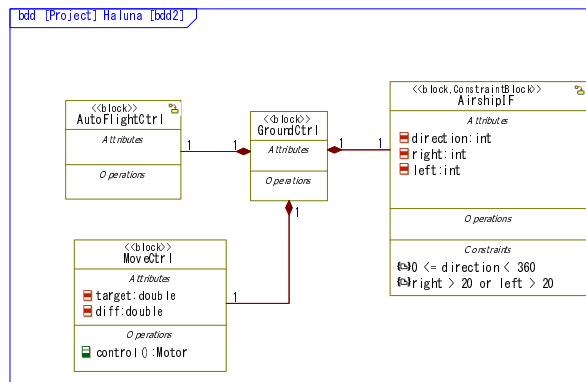 bdd [Project] Haluna [bdd2]
<<block>>
AutoFlightCtrl
Attributes
Operations
1
1
<<block>>
GroundCtrl
Attributes
Operations
1
1
1
<<block,ConstraintBlock>>
AirshipIF
Attributes
direction:int
right:int
left:int
Operations
Constraints
0 <= direction < 360
right > 20 or left > 20
<<block>>
MoveCtrl
Attributes
target:double
diff:double
Operations
control():Motor
1